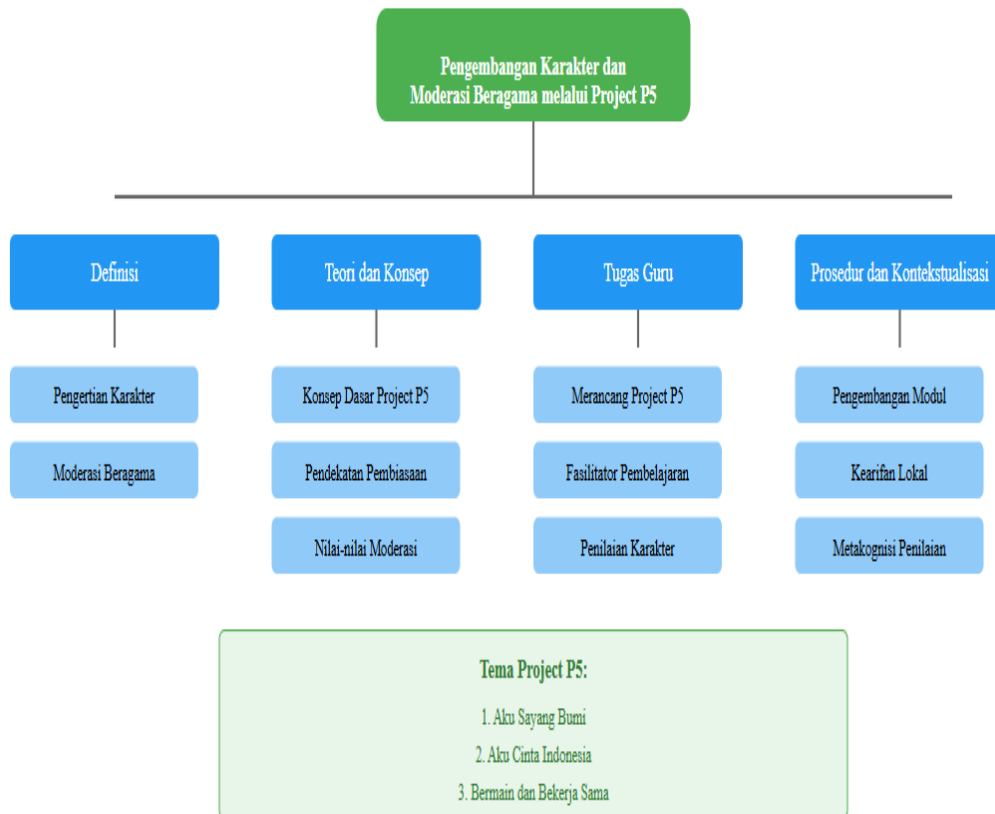 Pengembangan Karakter dan
Moderasi Beragama melalui Project P5
Definisi
Pengertian Karakter
Moderasi Beragama
Teori dan Konsep
Konsep Dasar Project P5
Pendekatan Pembiasaan
Nilai-nilai Moderasi
Tugas Guru
Merancang Project P5
Fasilitator Pembelajaran
Penilaian Karakter
Prosedur dan Kontekstualisasi
Pengembangan Modul
Kearifan Lokal
Metakognisi Penilaian
Tema Project P5:
1. Aku Sayang Bumi
2. Aku Cinta Indonesia
3. Bermain dan Bekerja Sama